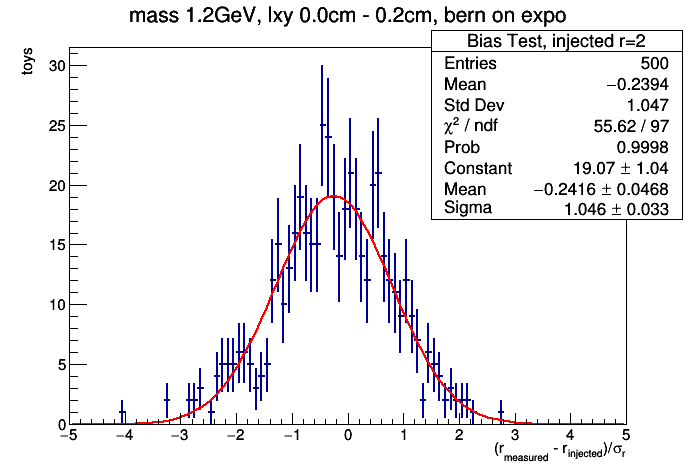 mass 1.2GeV, lxy 0.0cm - 0.2cm, bern on expo
Bias Test, injected r=2
Entries 500
Mean −0.2394
Std Dev 1.047
χ² / ndf 55.62 / 97
Prob 0.9998
Constant 19.07 ± 1.04
Mean −0.2416 ± 0.0468
Sigma 1.046 ± 0.033
toys
30
25
20
15
10
5
0
−5 −4 −3 −2 −1 0 1 2 3 4 5
(r_measured - r_injected)/σ_r